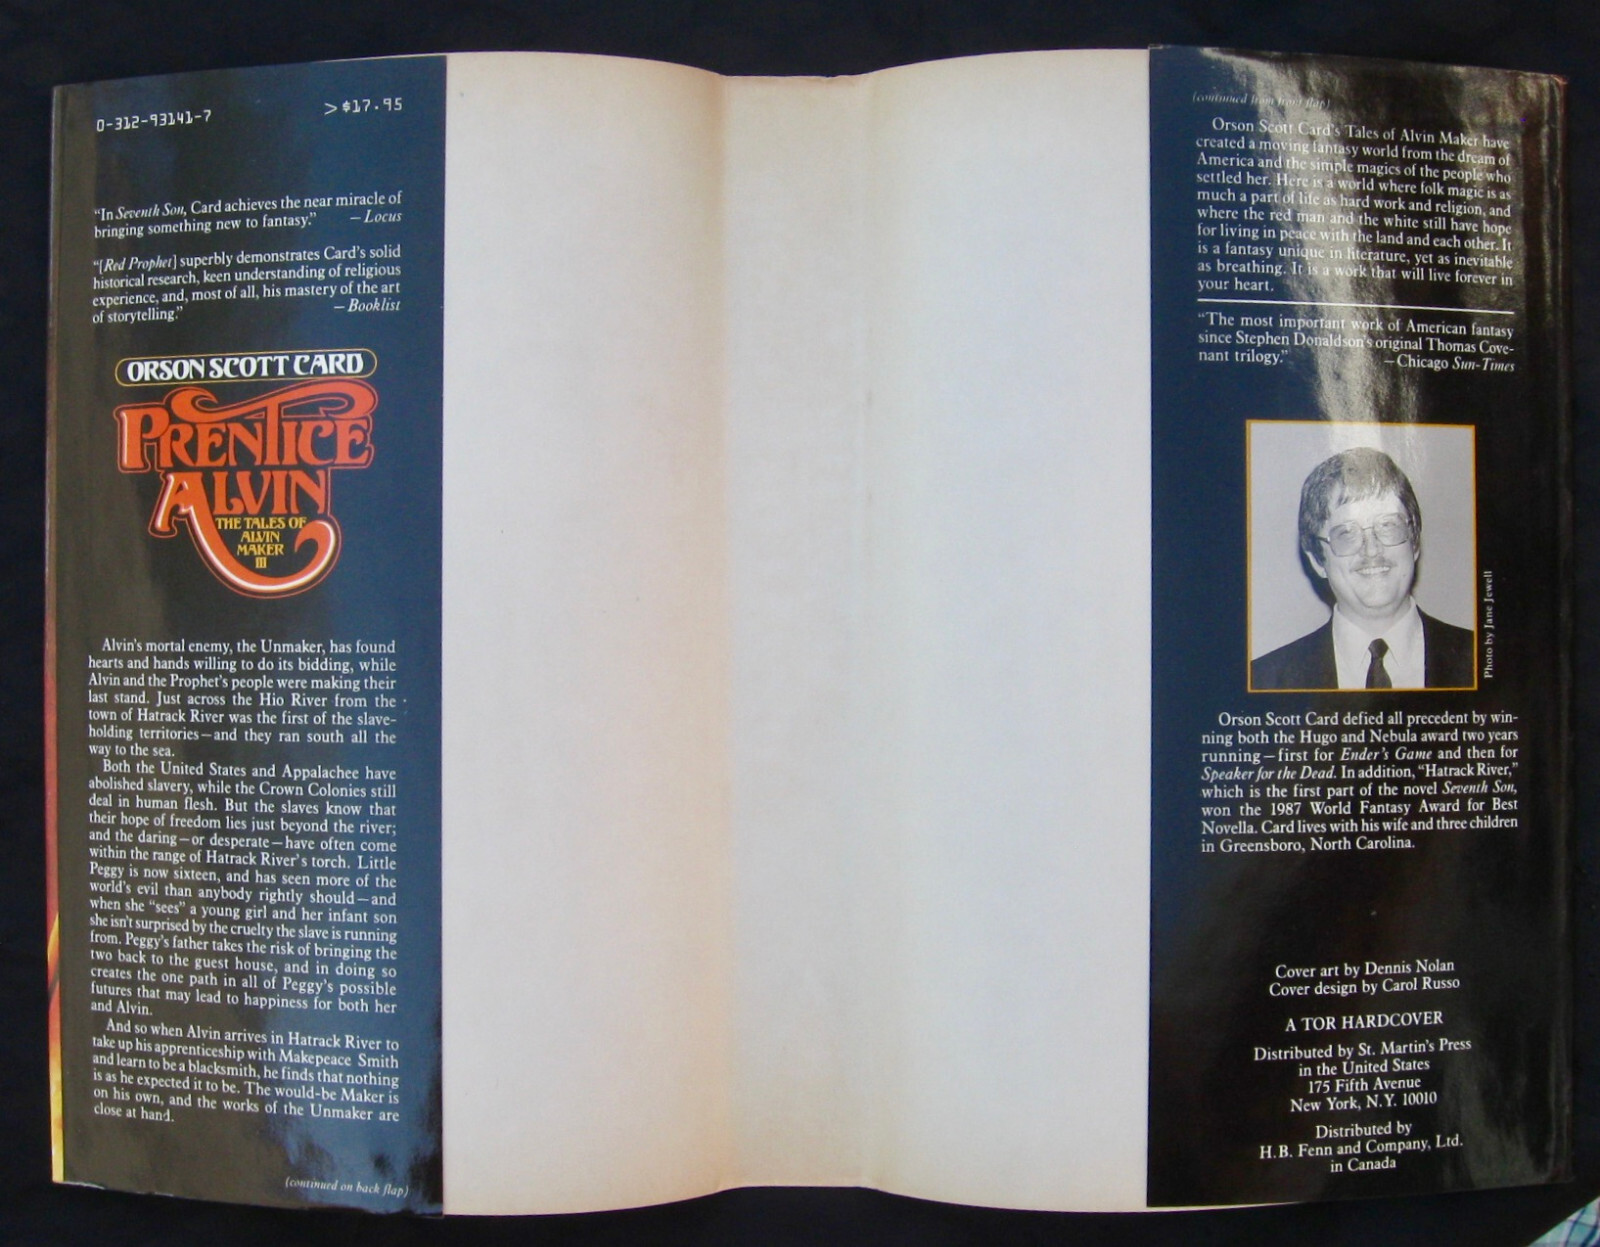 0-312-93141-7
>$17.95
“In Seventh Son, Card achieves the near miracle of
bringing something new to fantasy.” —Locus
“[Red Prophet] superbly demonstrates Card's solid
historical research, keen understanding of religious
experience, and, most of all, his mastery of the art
of storytelling.” —Booklist
ORSON SCOTT CARD
PRENTICE
ALVIN
THE TALES OF
ALVIN
MAKER
III
Alvin's mortal enemy, the Unmaker, has found
hearts and hands willing to do its bidding, while
Alvin and the Prophet's people were making their
last stand. Just across the Hio River from the
town of Hatrack River was the first of the slave-
holding territories—and they ran south all the
way to the sea.
Both the United States and Appalachee have
abolished slavery, while the Crown Colonies still
deal in human flesh. But the slaves know that
their hope of freedom lies just beyond the river;
and the daring—or desperate—have often come
within the range of Hatrack River's torch. Little
Peggy is now sixteen, and has seen more of the
world's evil than anybody rightly should—and
when she “sees” a young girl and her infant son
she isn't surprised by the cruelty the slave is running
from. Peggy's father takes the risk of bringing the
two back to the guest house, and in doing so
creates the one path in all of Peggy's possible
futures that may lead to happiness for both her
and Alvin.
And so when Alvin arrives in Hatrack River to
take up his apprenticeship with Makepeace Smith
and learn to be a blacksmith, he finds that nothing
is as he expected it to be. The would-be Maker is
on his own, and the works of the Unmaker are
close at hand.
(continued on back flap)
(continued from front flap)
Orson Scott Card's Tales of Alvin Maker have
created a moving fantasy world from the dream of
America and the simple magics of the people who
settled her. Here is a world where folk magic is as
much a part of life as hard work and religion, and
where the red man and the white still have hope
for living in peace with the land and each other. It
is a fantasy unique in literature, yet as inevitable
as breathing. It is a work that will live forever in
your heart.
“The most important work of American fantasy
since Stephen Donaldson's original Thomas Cove-
nant trilogy.” —Chicago Sun-Times
Photo by Jane Jewell
Orson Scott Card defied all precedent by win-
ning both the Hugo and Nebula award two years
running—first for Ender's Game and then for
Speaker for the Dead. In addition, “Hatrack River,”
which is the first part of the novel Seventh Son,
won the 1987 World Fantasy Award for Best
Novella. Card lives with his wife and three children
in Greensboro, North Carolina.
Cover art by Dennis Nolan
Cover design by Carol Russo
A TOR HARDCOVER
Distributed by St. Martin's Press
in the United States
175 Fifth Avenue
New York, N.Y. 10010
Distributed by
H.B. Fenn and Company, Ltd.
in Canada